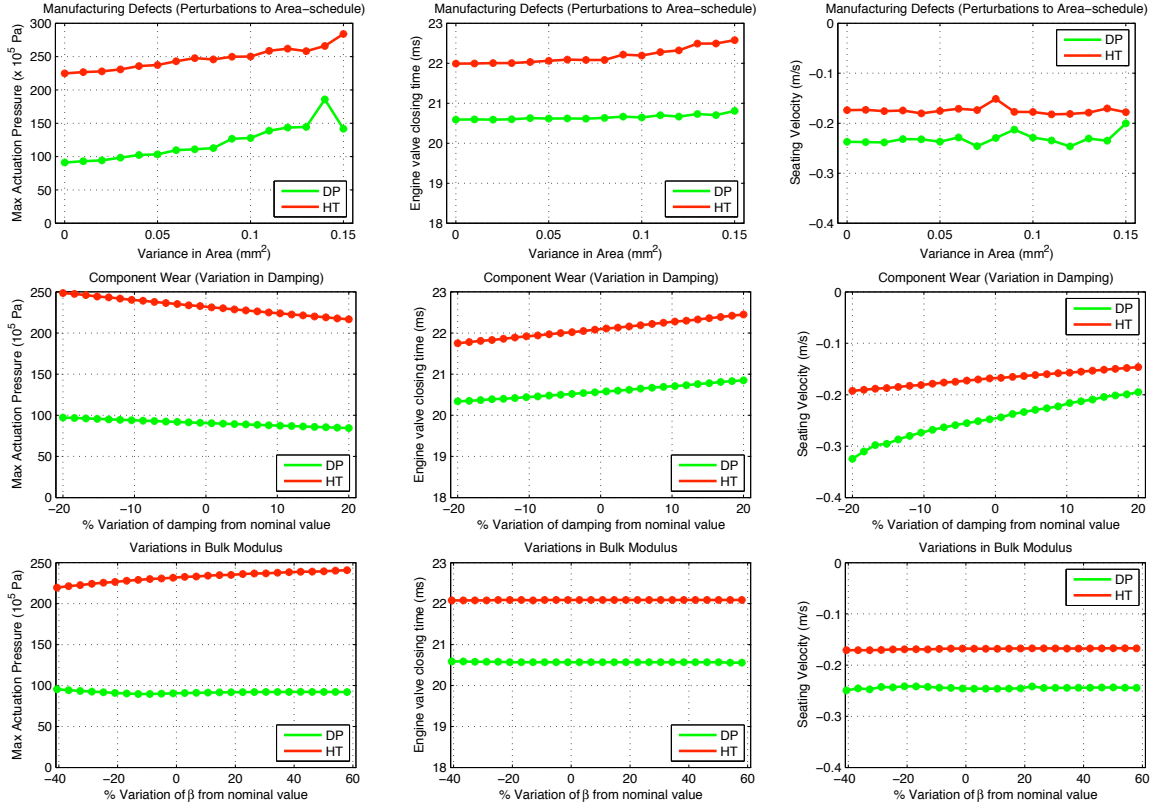 Manufacturing Defects (Perturbations to Area−schedule)
300
250
200
150
100
50
0
Max Actuation Pressure (x 10⁵ Pa)
0
0.05
0.1
0.15
Variance in Area (mm²)
DP
HT
Manufacturing Defects (Perturbations to Area−schedule)
23
22
21
20
19
18
Engine valve closing time (ms)
0
0.05
0.1
0.15
Variance in Area (mm²)
DP
HT
Manufacturing Defects (Perturbations to Area−schedule)
0
−0.1
−0.2
−0.3
−0.4
Seating Velocity (m/s)
0
0.05
0.1
0.15
Variance in Area (mm²)
DP
HT
Component Wear (Variation in Damping)
250
200
150
100
50
0
Max Actuation Pressure (10⁵ Pa)
−20
−10
0
10
20
% Variation of damping from nominal value
DP
HT
Component Wear (Variation in Damping)
23
22
21
20
19
18
Engine valve closing time (ms)
−20
−10
0
10
20
% Variation of damping from nominal value
DP
HT
Component Wear (Variation in Damping)
0
−0.1
−0.2
−0.3
−0.4
Seating Velocity (m/s)
−20
−10
0
10
20
% Variation of damping from nominal value
DP
HT
Variations in Bulk Modulus
250
200
150
100
50
0
Max Actuation Pressure (10⁵ Pa)
−40
−20
0
20
40
60
% Variation of β from nominal value
DP
HT
Variations in Bulk Modulus
23
22
21
20
19
18
Engine valve closing time (ms)
−40
−20
0
20
40
60
% Variation of β from nominal value
DP
HT
Variations in Bulk Modulus
0
−0.1
−0.2
−0.3
−0.4
Seating Velocity (m/s)
−40
−20
0
20
40
60
% Variation of β from nominal value
DP
HT